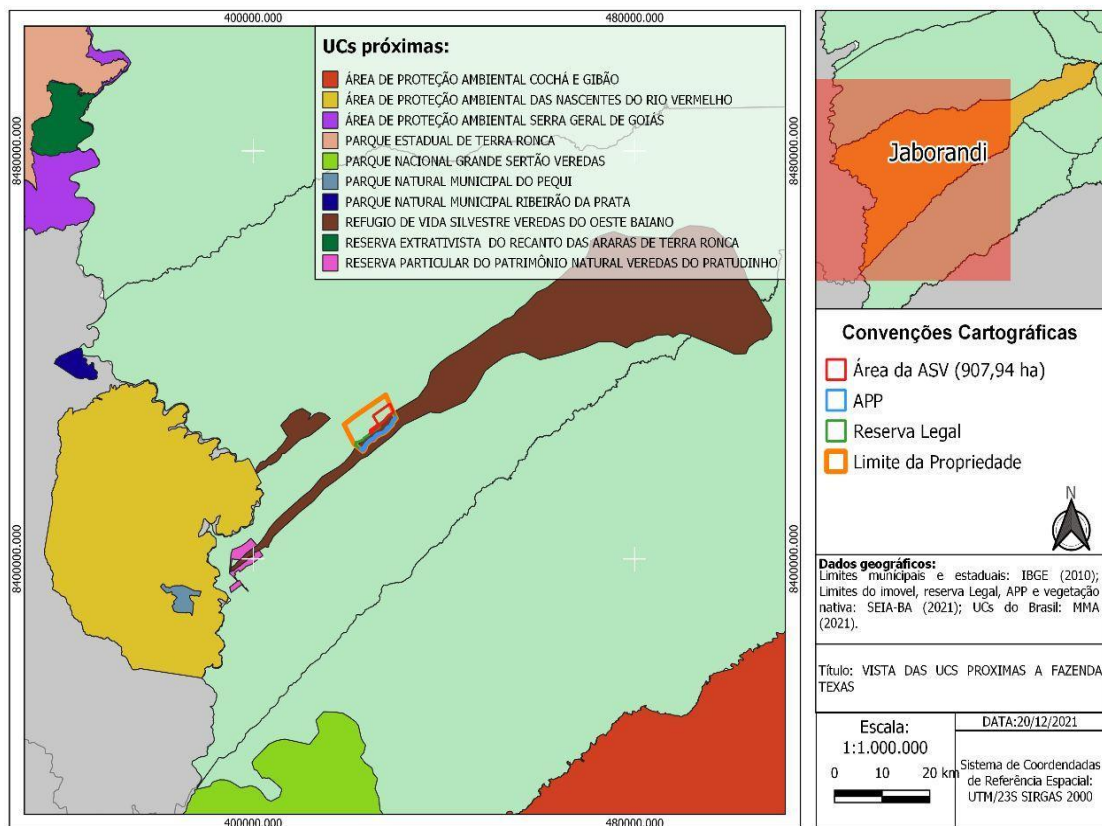 400000.000
480000.000
8480000.000
8400000.000
UCs próximas:
ÁREA DE PROTEÇÃO AMBIENTAL COCHÁ E GIBÃO
ÁREA DE PROTEÇÃO AMBIENTAL DAS NASCENTES DO RIO VERMELHO
ÁREA DE PROTEÇÃO AMBIENTAL SERRA GERAL DE GOIÁS
PARQUE ESTADUAL DE TERRA RONCA
PARQUE NACIONAL GRANDE SERTÃO VEREDAS
PARQUE NATURAL MUNICIPAL DO PEQUI
PARQUE NATURAL MUNICIPAL RIBEIRÃO DA PRATA
REFUGIO DE VIDA SILVESTRE VEREDAS DO OESTE BAIANO
RESERVA EXTRATIVISTA DO RECANTO DAS ARARAS DE TERRA RONCA
RESERVA PARTICULAR DO PATRIMÔNIO NATURAL VEREDAS DO PRATUDINHO
8480000.000
8400000.000
400000.000
480000.000
Jaborandi
Convenções Cartográficas
Área da ASV (907,94 ha)
APP
Reserva Legal
Limite da Propriedade
N
Dados geográficos:
Limites municipais e estaduais: IBGE (2010);
Limites do imovel, reserva Legal, APP e vegetação
nativa: SEIA-BA (2021); UCs do Brasil: MMA
(2021).
Título: VISTA DAS UCS PROXIMAS A FAZENDA
TEXAS
Escala:
1:1.000.000
0 10 20 km
DATA:20/12/2021
Sistema de Coordendadas
de Referência Espacial:
UTM/23S SIRGAS 2000